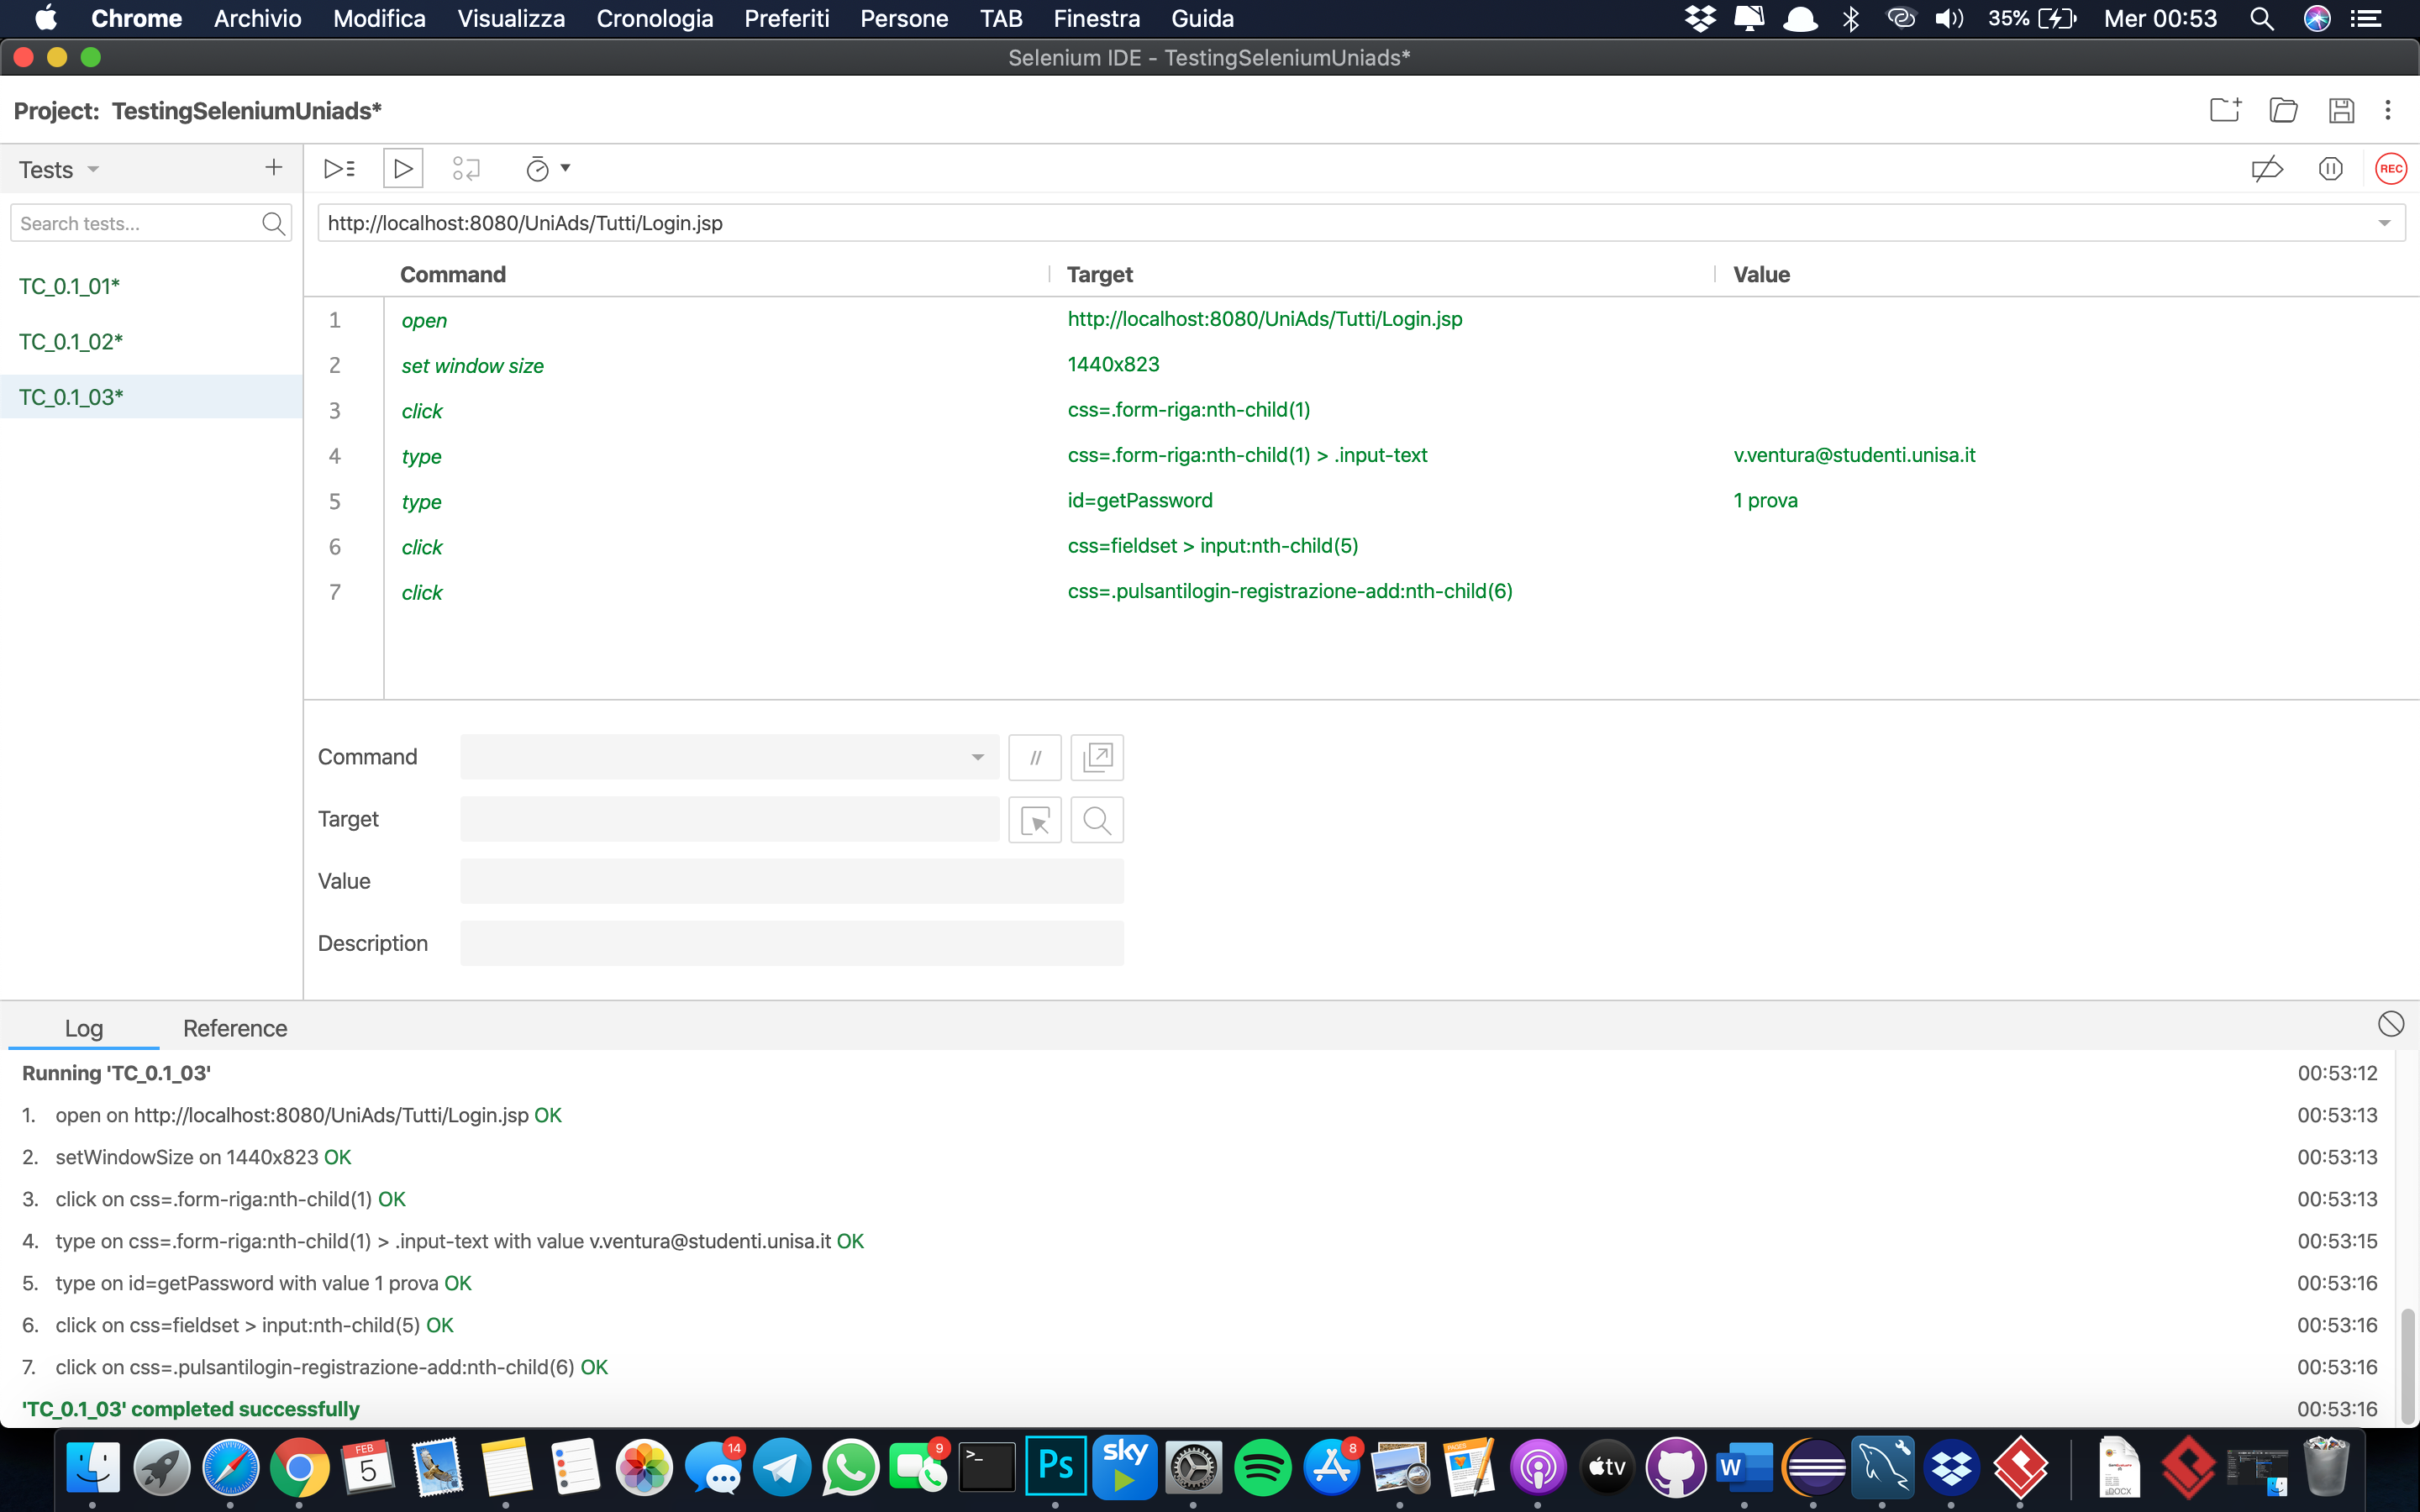 Chrome Archivio Modifica Visualizza Cronologia Preferiti Persone TAB Finestra Guida 35% Mer 00:53
Selenium IDE - TestingSeleniumUniads*
Project: TestingSeleniumUniads*
Tests
REC
Search tests...
http://localhost:8080/UniAds/Tutti/Login.jsp
TC_0.1_01*
TC_0.1_02*
TC_0.1_03*
Command Target Value
1 open http://localhost:8080/UniAds/Tutti/Login.jsp
2 set window size 1440x823
3 click css=.form-riga:nth-child(1)
4 type css=.form-riga:nth-child(1) > .input-text v.ventura@studenti.unisa.it
5 type id=getPassword 1 prova
6 click css=fieldset > input:nth-child(5)
7 click css=.pulsantilogin-registrazione-add:nth-child(6)
Command //
Target
Value
Description
Log Reference
Running 'TC_0.1_03' 00:53:12
1. open on http://localhost:8080/UniAds/Tutti/Login.jsp OK 00:53:13
2. setWindowSize on 1440x823 OK 00:53:13
3. click on css=.form-riga:nth-child(1) OK 00:53:13
4. type on css=.form-riga:nth-child(1) > .input-text with value v.ventura@studenti.unisa.it OK 00:53:15
5. type on id=getPassword with value 1 prova OK 00:53:16
6. click on css=fieldset > input:nth-child(5) OK 00:53:16
7. click on css=.pulsantilogin-registrazione-add:nth-child(6) OK 00:53:16
'TC_0.1_03' completed successfully 00:53:16
FEB
5
14
9
>_
Ps
sky
8
PAGES
tv
W
DOCX